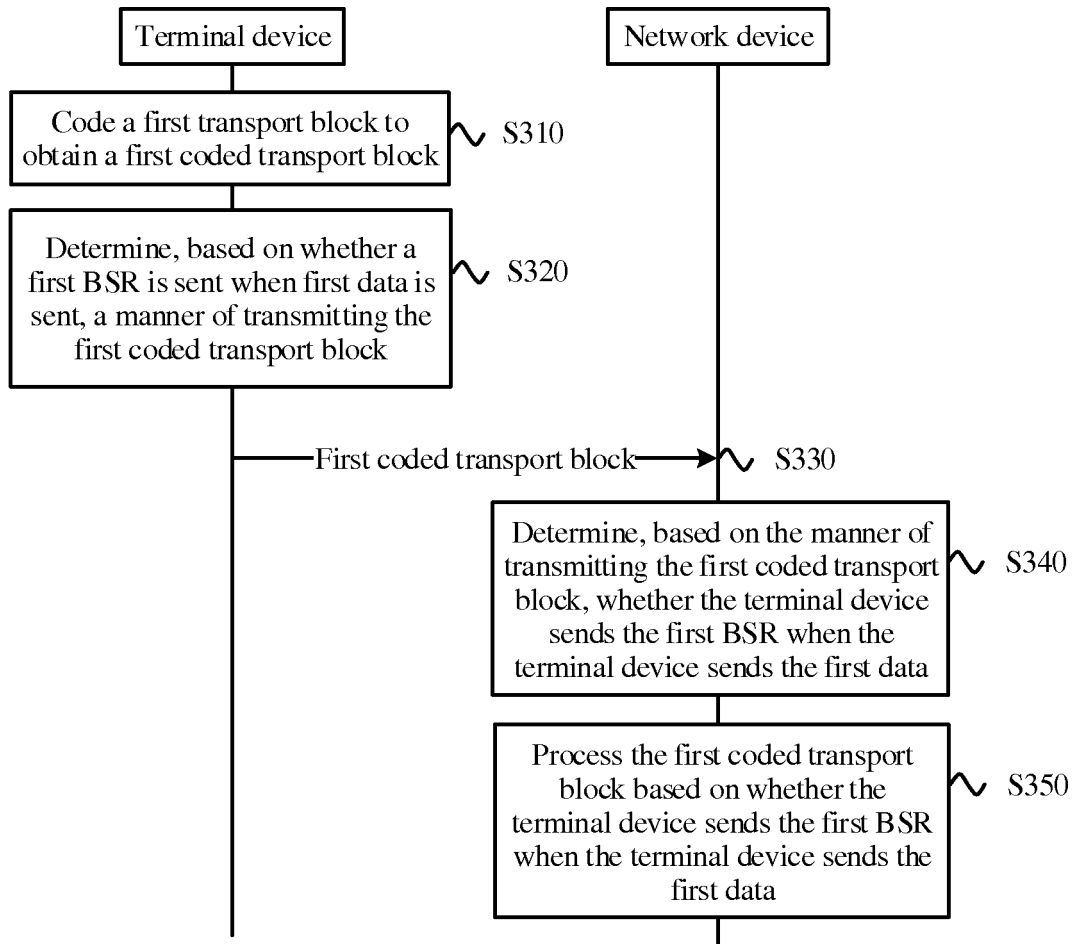 Terminal device
Network device
Code a first transport block to
obtain a first coded transport block
S310
Determine, based on whether a
first BSR is sent when first data is
sent, a manner of transmitting the
first coded transport block
S320
First coded transport block
S330
Determine, based on the manner of
transmitting the first coded transport
block, whether the terminal device
sends the first BSR when the
terminal device sends the first data
S340
Process the first coded transport
block based on whether the
terminal device sends the first BSR
when the terminal device sends the
first data
S350